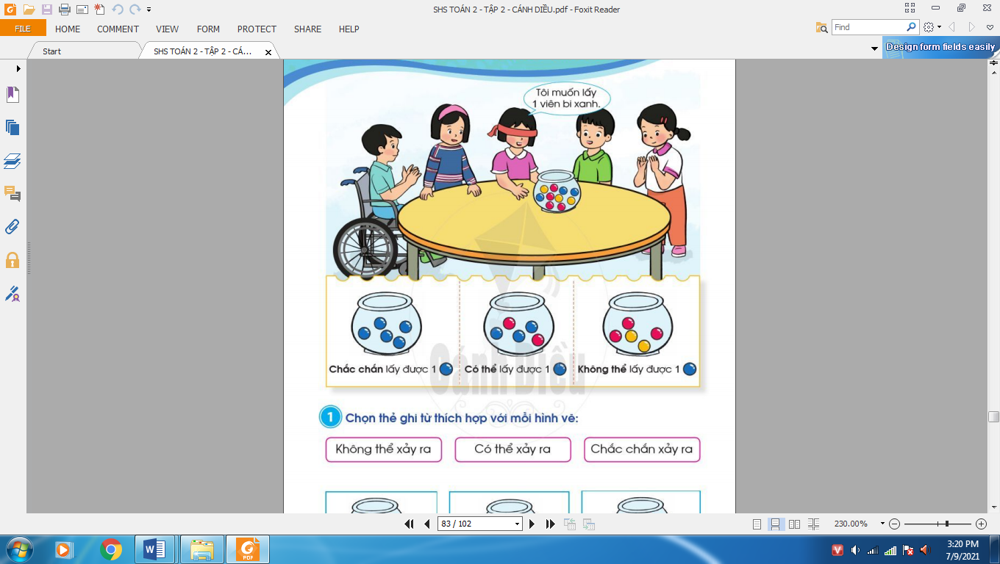 SHS TOÁN 2 - TẬP 2 - CÁNH DIỀU.pdf - Foxit Reader
FILE HOME COMMENT VIEW FORM PROTECT SHARE HELP
Find
Start
SHS TOÁN 2 - TẬP 2 - CÁ...
Design form fields easily
Tôi muốn lấy
1 viên bi xanh.
Chắc chắn lấy được 1
Có thể lấy được 1
Không thể lấy được 1
Cánh Diều
1 Chọn thẻ ghi từ thích hợp với mỗi hình vẽ:
Không thể xảy ra
Có thể xảy ra
Chắc chắn xảy ra
83 / 102
230.00%
W
PDF
V
3:20 PM
7/9/2021